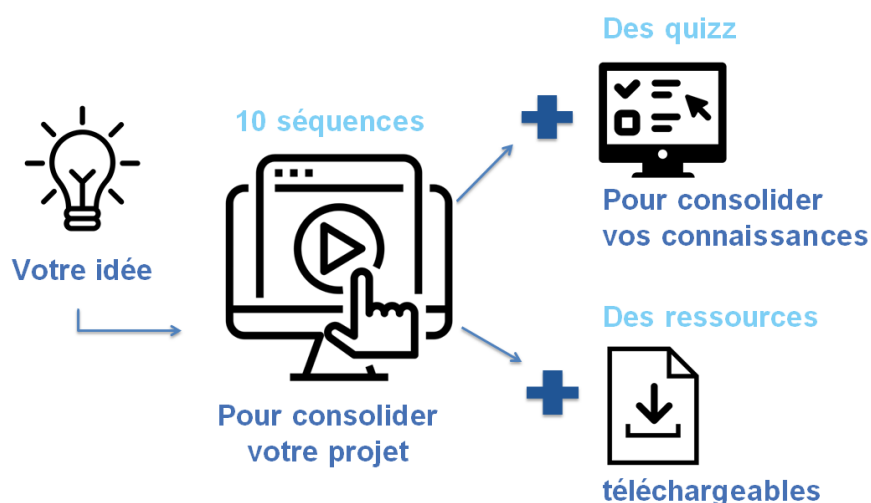 Votre idée
10 séquences
Pour consolider
votre projet
Des quizz
Pour consolider
vos connaissances
Des ressources
téléchargeables